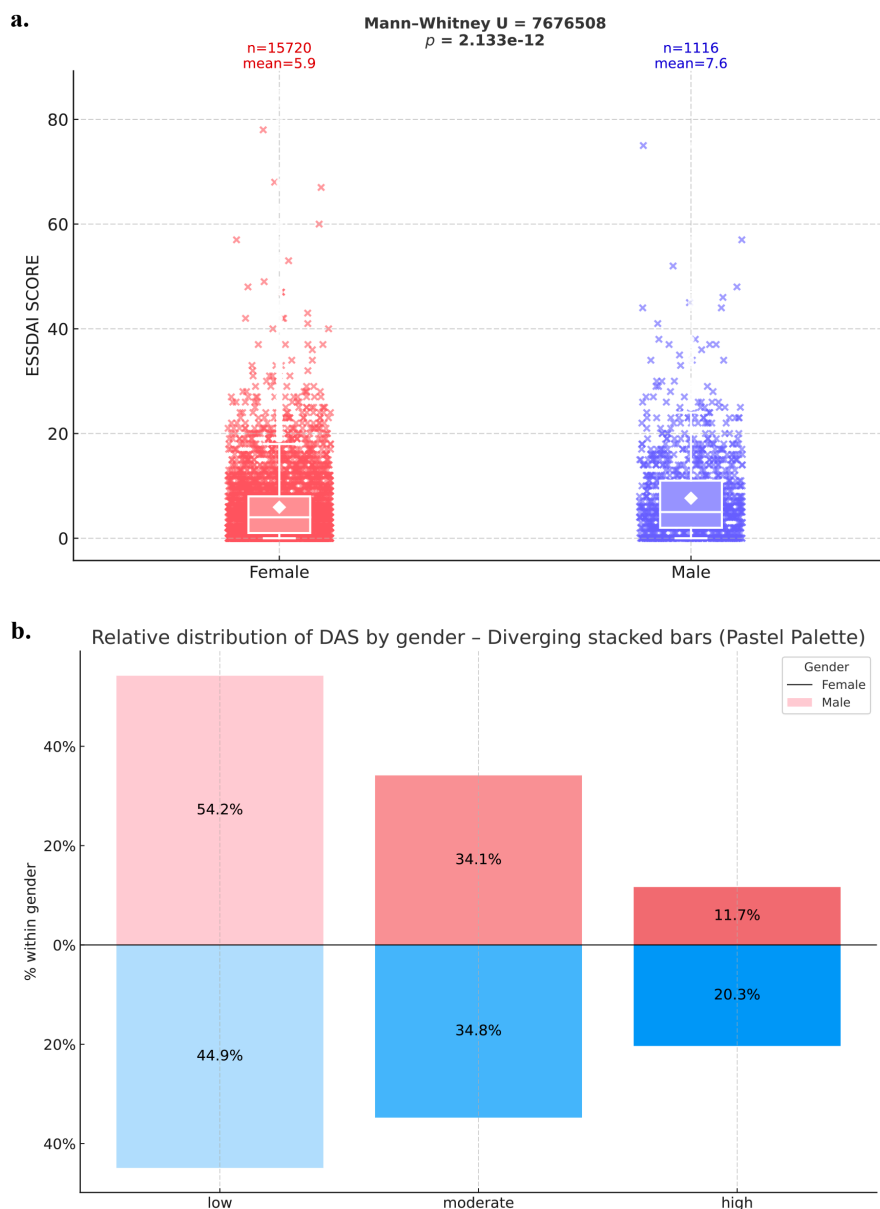 a.
Mann–Whitney U = 7676508
p = 2.133e-12
n=15720
mean=5.9
n=1116
mean=7.6
80
60
40
20
0
ESSDAI SCORE
Female
Male
b.
Relative distribution of DAS by gender – Diverging stacked bars (Pastel Palette)
Gender
Female
Male
40%
20%
0%
20%
40%
% within gender
54.2%
34.1%
11.7%
44.9%
34.8%
20.3%
low
moderate
high